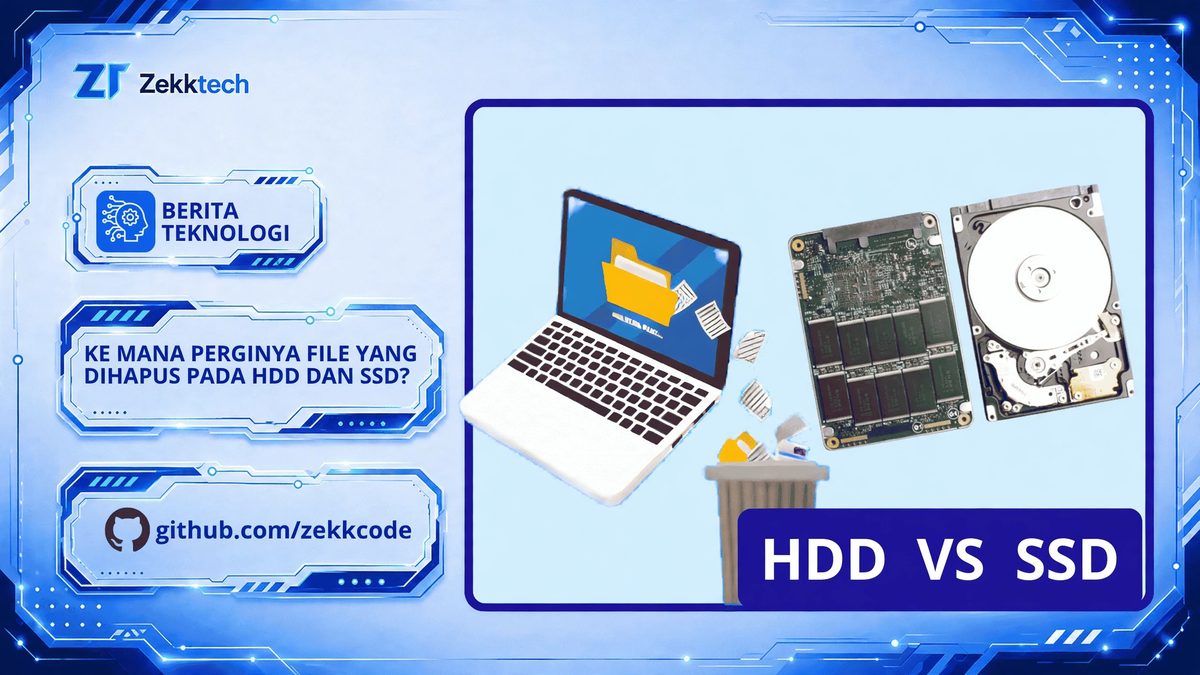 ZT Zekktech
BERITA
TEKNOLOGI
KE MANA PERGINYA FILE YANG
DIHAPUS PADA HDD DAN SSD?
github.com/zekkcode
HDD VS SSD